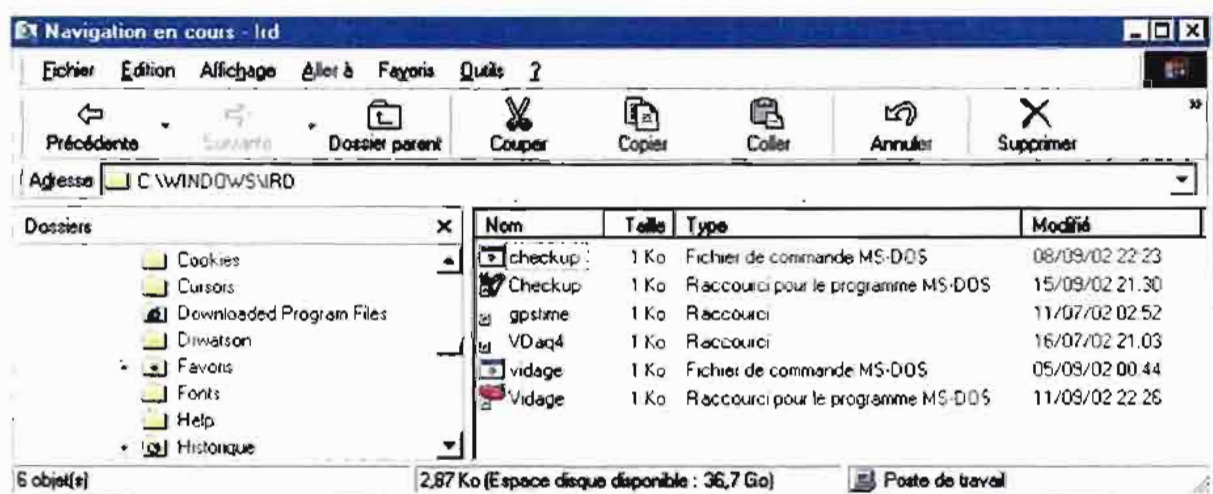 Navigation en cours - Ird
Fichier Edition Affichage Aller à Favoris Outils ?
Précédente Suivante Dossier parent Couper Copier Coller Annuler Supprimer »
Adresse C:\WINDOWS\IRD
Dossiers
Cookies
Cursors
Downloaded Program Files
Drwatson
Favoris
Fonts
Help
Historique
Nom Taille Type Modifié
checkup 1 Ko Fichier de commande MS-DOS 08/09/02 22:23
Checkup 1 Ko Raccourci pour le programme MS-DOS 15/09/02 21:30
gpstime 1 Ko Raccourci 11/07/02 02:52
VDaq4 1 Ko Raccourci 16/07/02 21:03
vidage 1 Ko Fichier de commande MS-DOS 05/09/02 00:44
Vidage 1 Ko Raccourci pour le programme MS-DOS 11/09/02 22:26
6 objet(s) 2,87 Ko (Espace disque disponible : 36,7 Go) Poste de travail